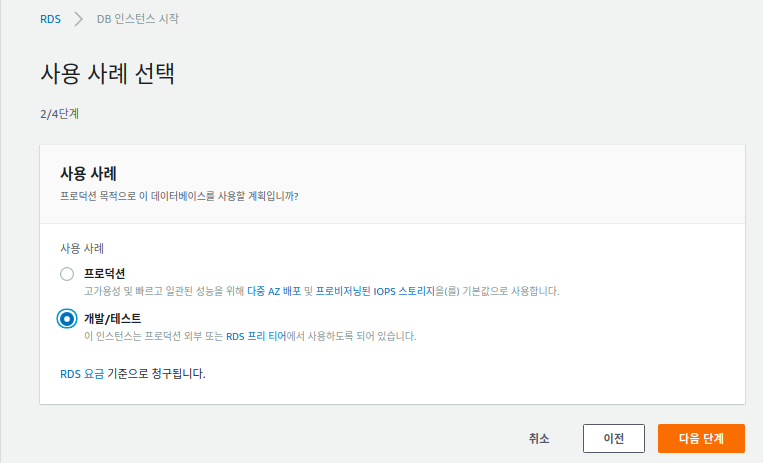 RDS > DB 인스턴스 시작
사용 사례 선택
2/4단계
사용 사례
프로덕션 목적으로 이 데이터베이스를 사용할 계획입니까?
사용 사례
프로덕션
고가용성 및 빠르고 일관된 성능을 위해 다중 AZ 배포 및 프로비저닝된 IOPS 스토리지을(를) 기본값으로 사용합니다.
개발/테스트
이 인스턴스는 프로덕션 외부 또는 RDS 프리 티어에서 사용하도록 되어 있습니다.
RDS 요금 기준으로 청구됩니다.
취소 이전 다음 단계